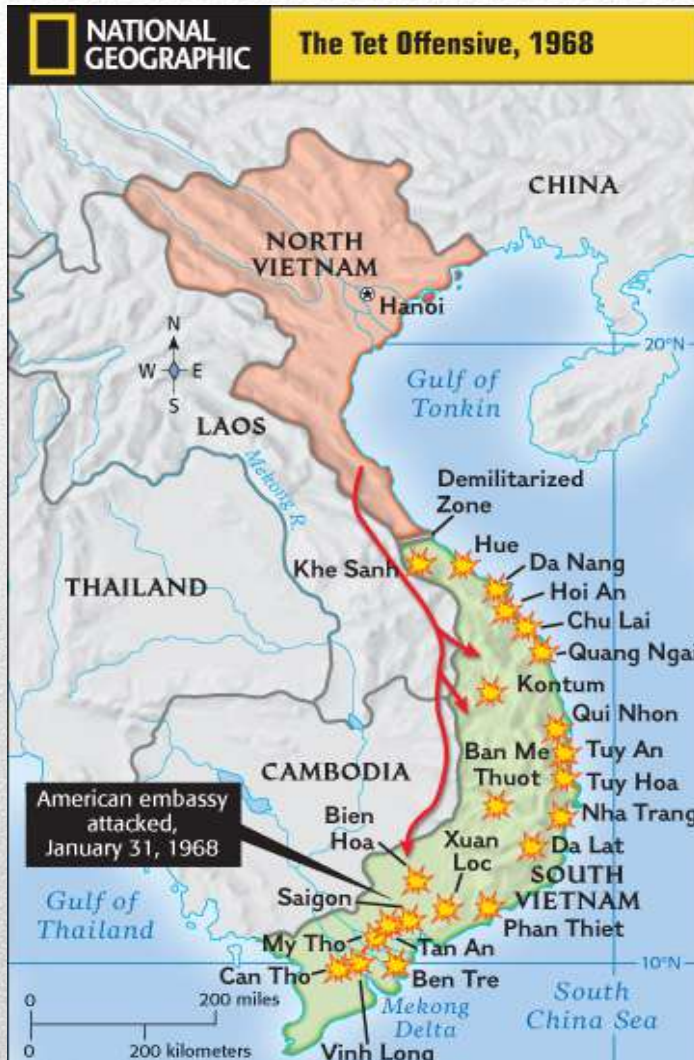 NATIONAL
GEOGRAPHIC
The Tet Offensive, 1968
CHINA
NORTH
VIETNAM
Hanoi
N
W
E
S
20°N
Gulf of
Tonkin
LAOS
Mekong R.
Demilitarized
Zone
Khe Sanh
Hue
Da Nang
Hoi An
THAILAND
Chu Lai
Quang Ngai
Kontum
Qui Nhon
Ban Me
Thuot
Tuy An
CAMBODIA
Tuy Hoa
American embassy
attacked,
January 31, 1968
Bien
Hoa
Nha Trang
Xuan
Loc
Da Lat
Saigon
SOUTH
VIETNAM
Gulf of
Thailand
Phan Thiet
My Tho
Tan An
Can Tho
Ben Tre
10°N
0
200 miles
0
200 kilometers
Mekong
Delta
South
China Sea
Vinh Long